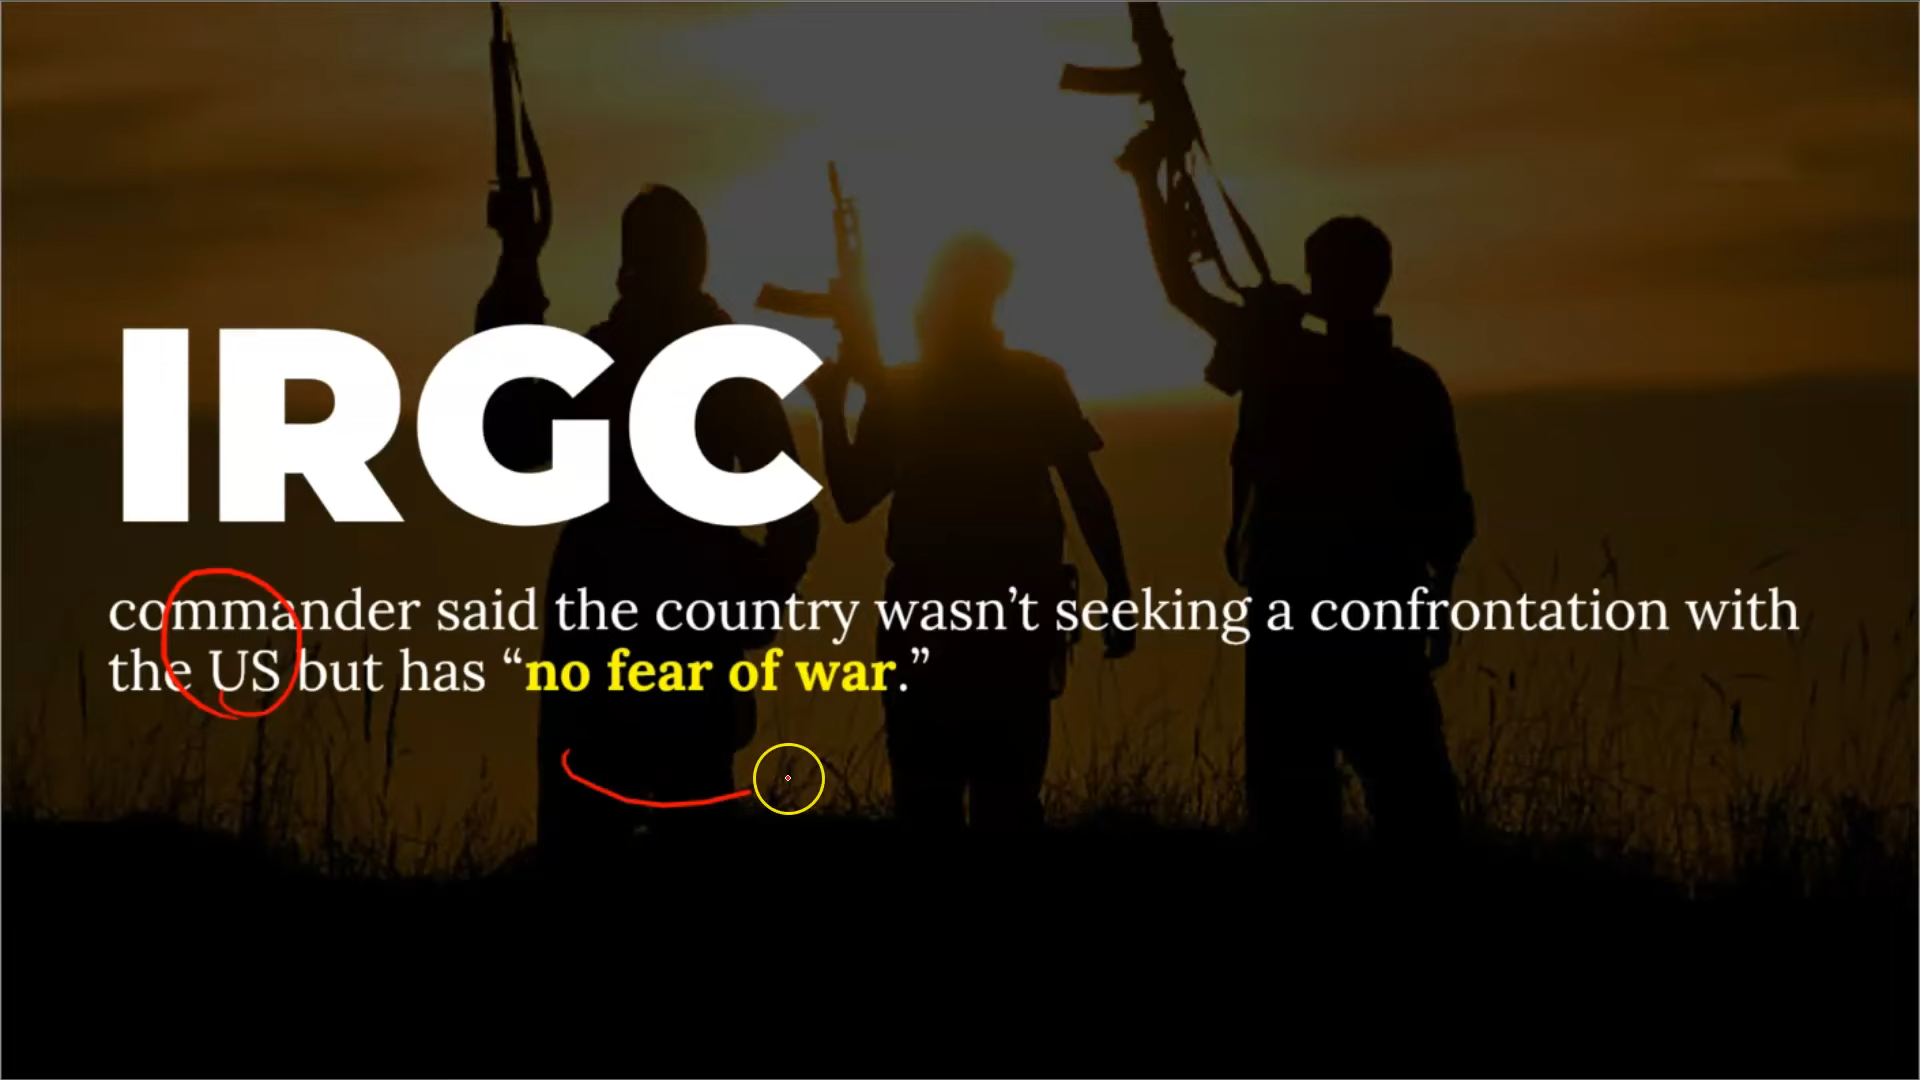 IRGC
commander said the country wasn’t seeking a confrontation with
the US but has “no fear of war.”